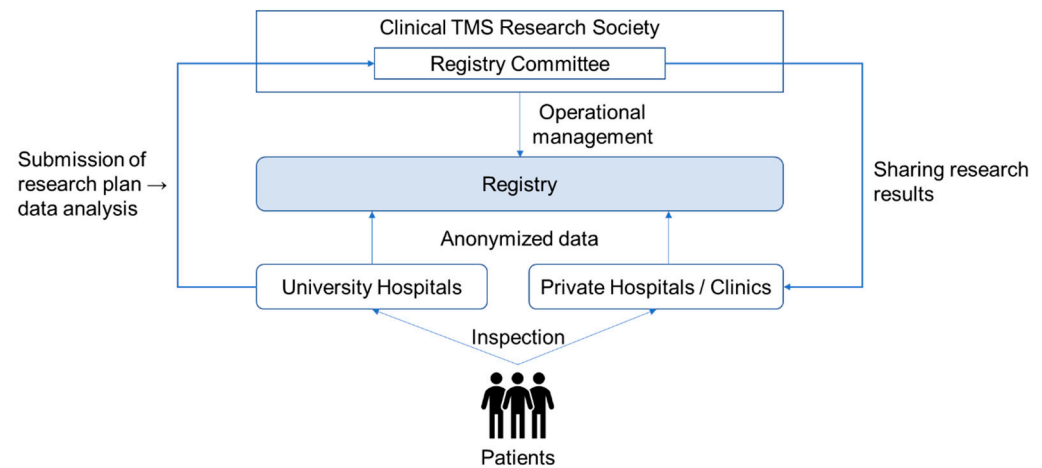 Clinical TMS Research Society
Registry Committee
Operational
management
Submission of
research plan →
data analysis
Sharing research
results
Registry
Anonymized data
University Hospitals
Private Hospitals / Clinics
Inspection
Patients